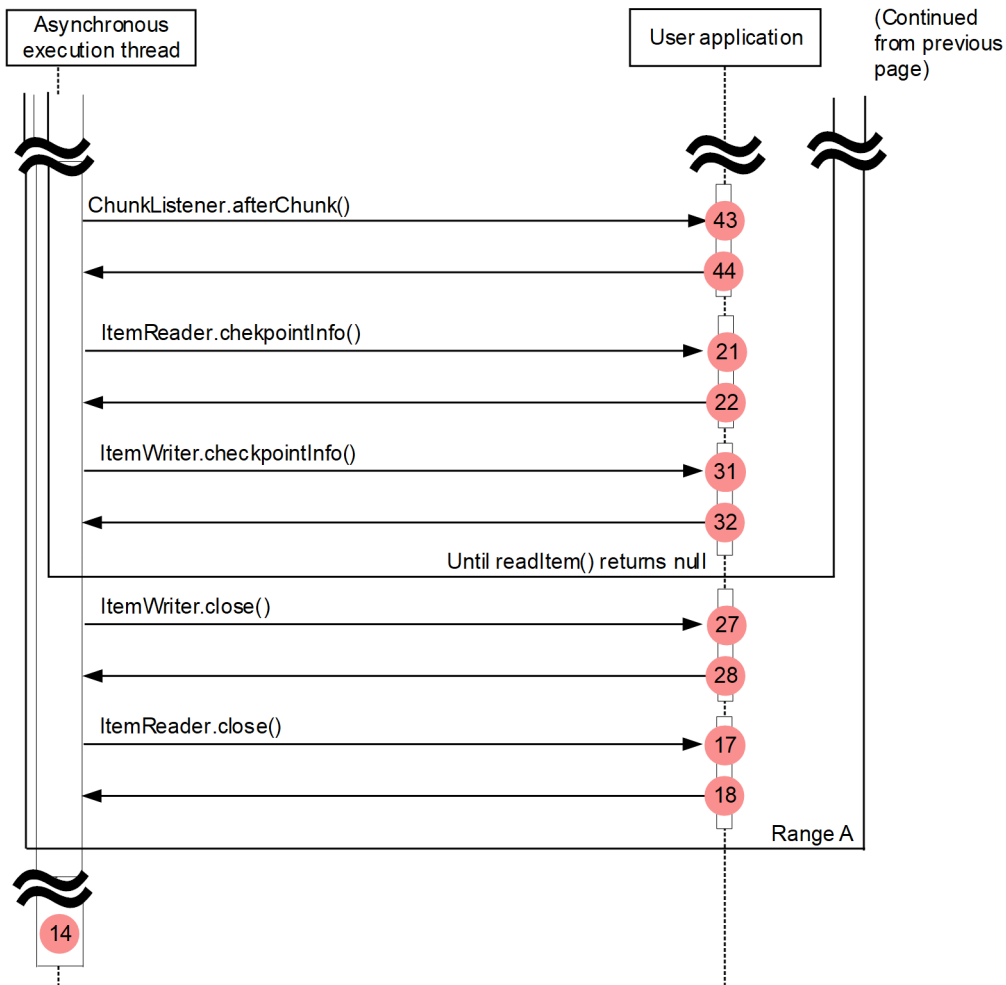 Asynchronous
execution thread
User application
(Continued
from previous
page)
ChunkListener.afterChunk()
43
44
ItemReader.chekpointInfo()
21
22
ItemWriter.checkpointInfo()
31
32
Until readItem() returns null
ItemWriter.close()
27
28
ItemReader.close()
17
18
Range A
14